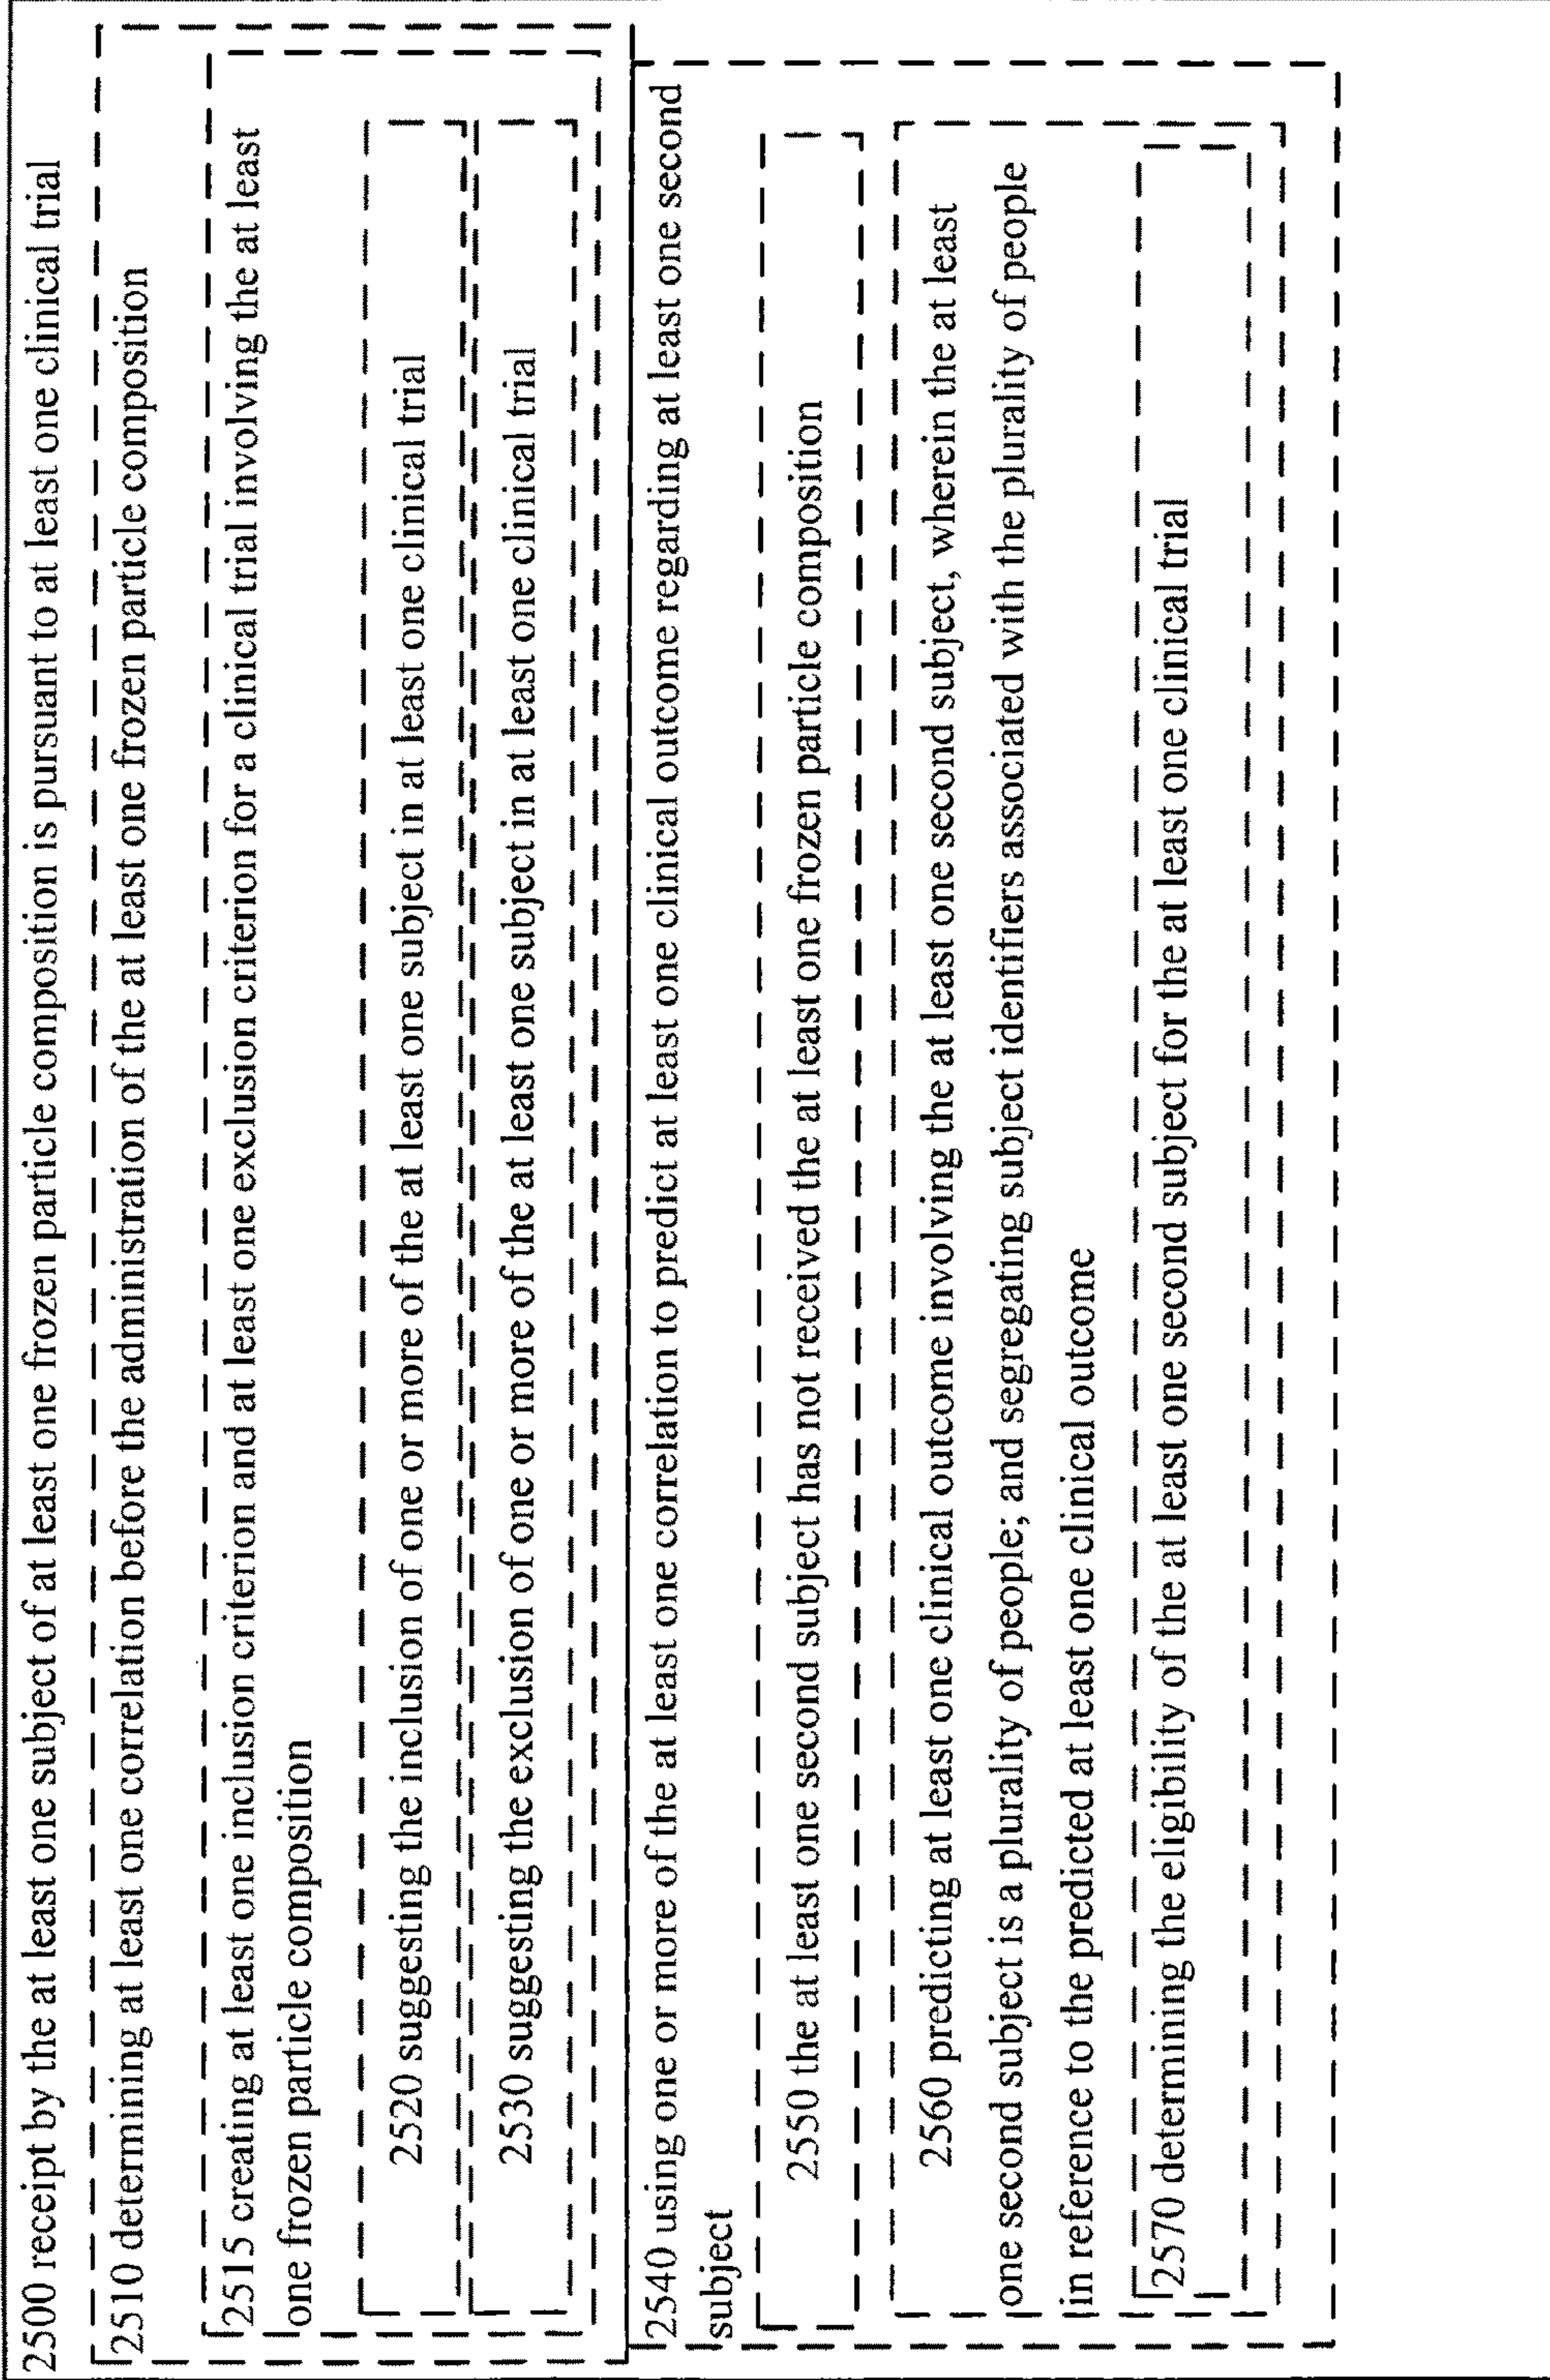 2500 receipt by the at least one subject of at least one frozen particle composition is pursuant to at least one clinical trial
2510 determining at least one correlation before the administration of the at least one frozen particle composition
2515 creating at least one inclusion criterion and at least one exclusion criterion for a clinical trial involving the at least
one frozen particle composition
2520 suggesting the inclusion of one or more of the at least one subject in at least one clinical trial
2530 suggesting the exclusion of one or more of the at least one subject in at least one clinical trial
2540 using one or more of the at least one correlation to predict at least one clinical outcome regarding at least one second
subject
2550 the at least one second subject has not received the at least one frozen particle composition
2560 predicting at least one clinical outcome involving the at least one second subject, wherein the at least
one second subject is a plurality of people; and segregating subject identifiers associated with the plurality of people
in reference to the predicted at least one clinical outcome
2570 determining the eligibility of the at least one second subject for the at least one clinical trial